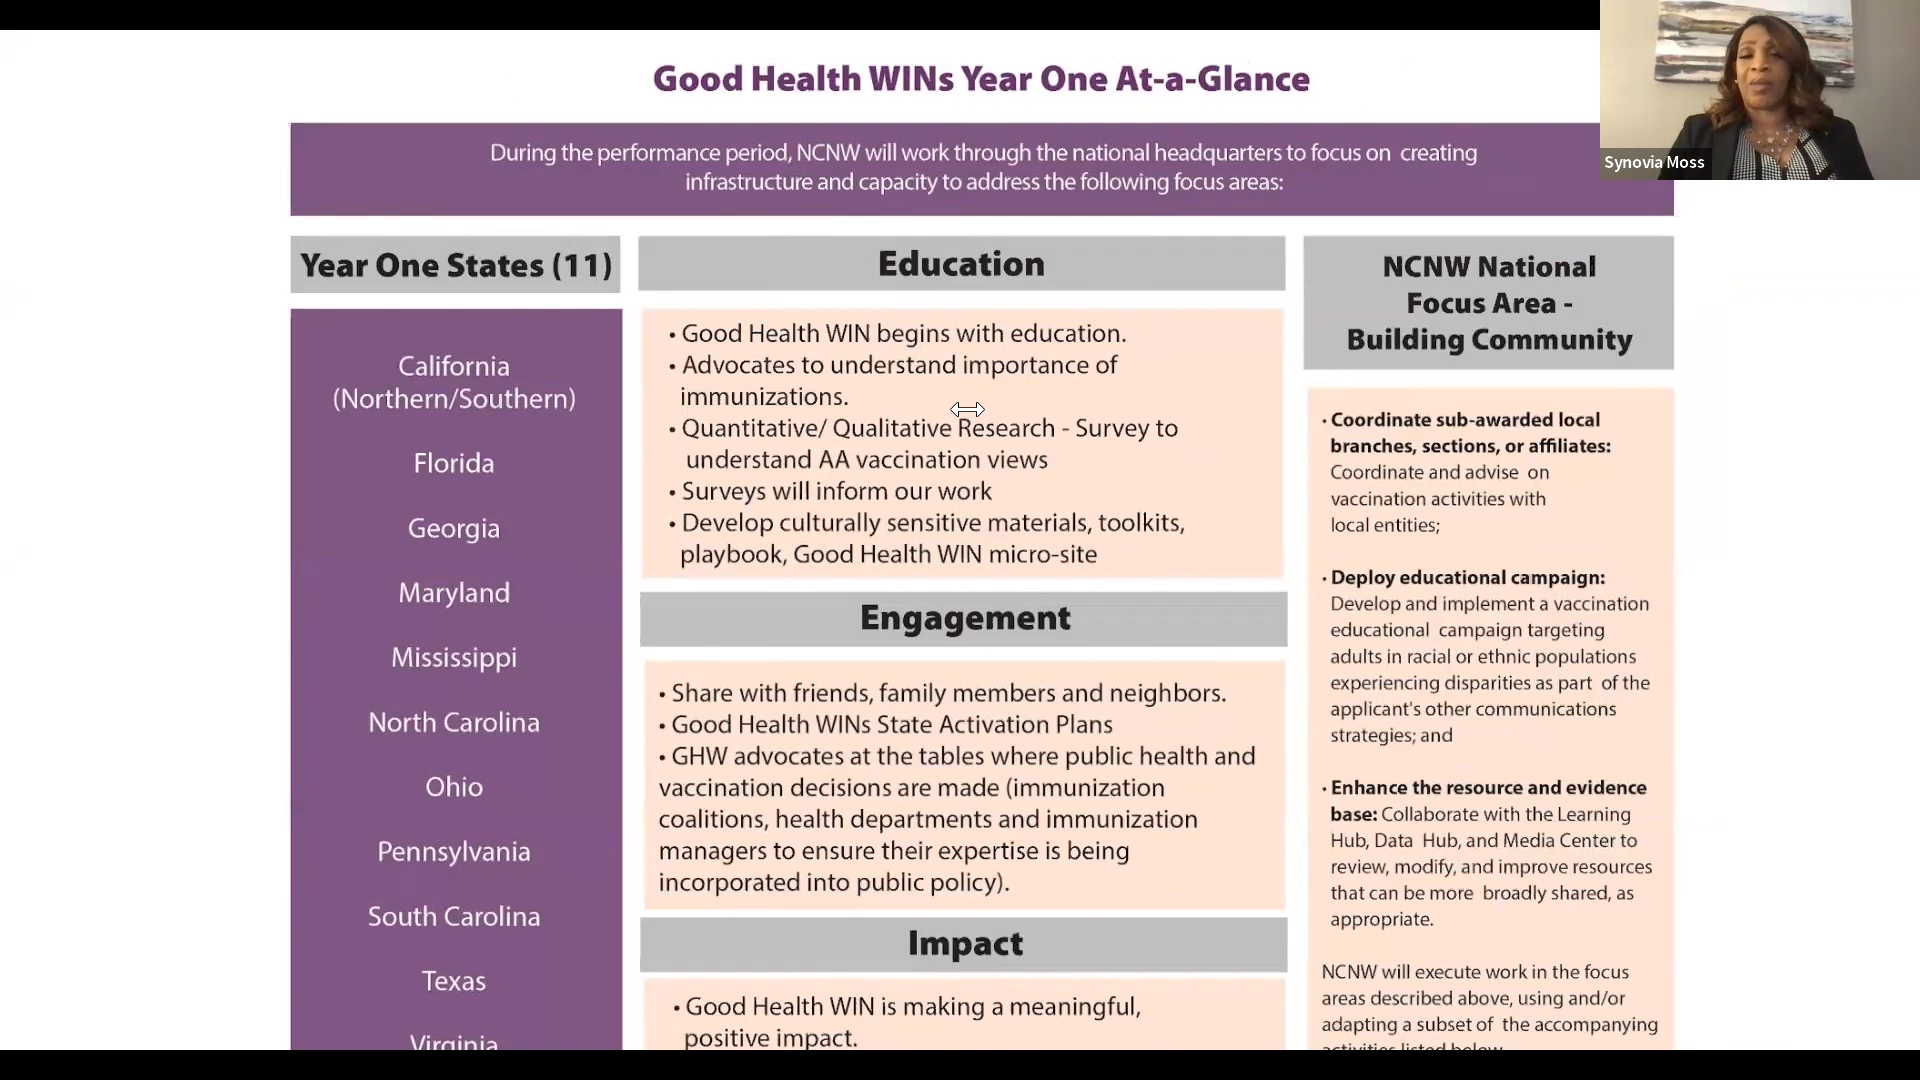 Good Health WINs Year One At-a-Glance
Synovia Moss
During the performance period, NCNW will work through the national headquarters to focus on creating
infrastructure and capacity to address the following focus areas:
Year One States (11)
California
(Northern/Southern)
Florida
Georgia
Maryland
Mississippi
North Carolina
Ohio
Pennsylvania
South Carolina
Texas
Virginia
Education
• Good Health WIN begins with education.
• Advocates to understand importance of
immunizations.
• Quantitative/ Qualitative Research - Survey to
understand AA vaccination views
• Surveys will inform our work
• Develop culturally sensitive materials, toolkits,
playbook, Good Health WIN micro-site
Engagement
• Share with friends, family members and neighbors.
• Good Health WINs State Activation Plans
• GHW advocates at the tables where public health and
vaccination decisions are made (immunization
coalitions, health departments and immunization
managers to ensure their expertise is being
incorporated into public policy).
Impact
• Good Health WIN is making a meaningful,
positive impact.
NCNW National
Focus Area -
Building Community
• Coordinate sub-awarded local
branches, sections, or affiliates:
Coordinate and advise on
vaccination activities with
local entities;
• Deploy educational campaign:
Develop and implement a vaccination
educational campaign targeting
adults in racial or ethnic populations
experiencing disparities as part of the
applicant's other communications
strategies; and
• Enhance the resource and evidence
base: Collaborate with the Learning
Hub, Data Hub, and Media Center to
review, modify, and improve resources
that can be more broadly shared, as
appropriate.
NCNW will execute work in the focus
areas described above, using and/or
adapting a subset of the accompanying
activities listed below